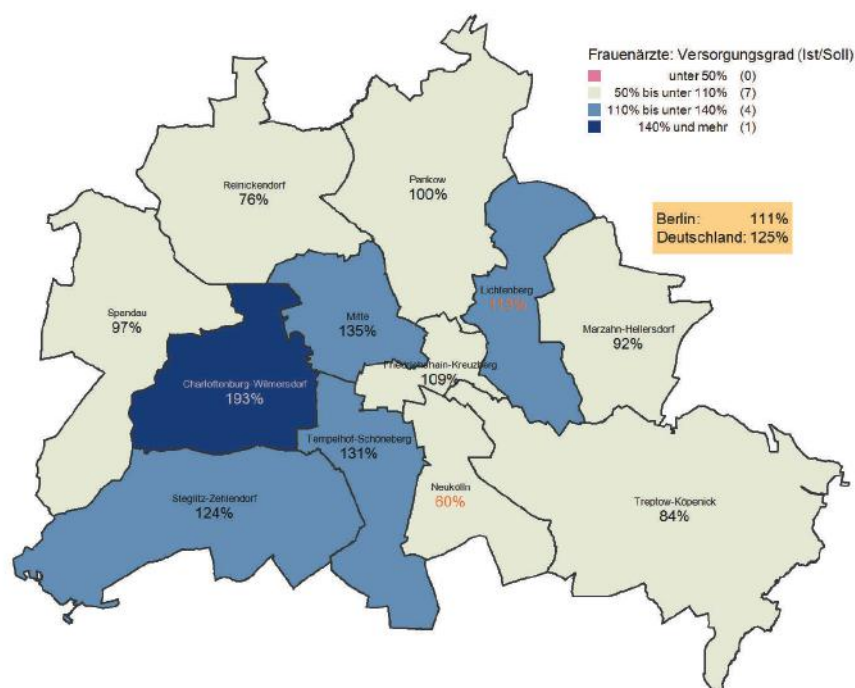 Frauenärzte: Versorgungsgrad (Ist/Soll)
unter 50% (0)
50% bis unter 110% (7)
110% bis unter 140% (4)
140% und mehr (1)
Reinickendorf
76%
Pankow
100%
Berlin: 111%
Deutschland: 125%
Lichtenberg
Spandau
97%
Mitte
135%
Marzahn-Hellersdorf
92%
Friedrichshain-Kreuzberg
109%
Charlottenburg-Wilmersdorf
193%
Tempelhof-Schöneberg
131%
Neukölln
60%
Steglitz-Zehlendorf
124%
Treptow-Köpenick
84%